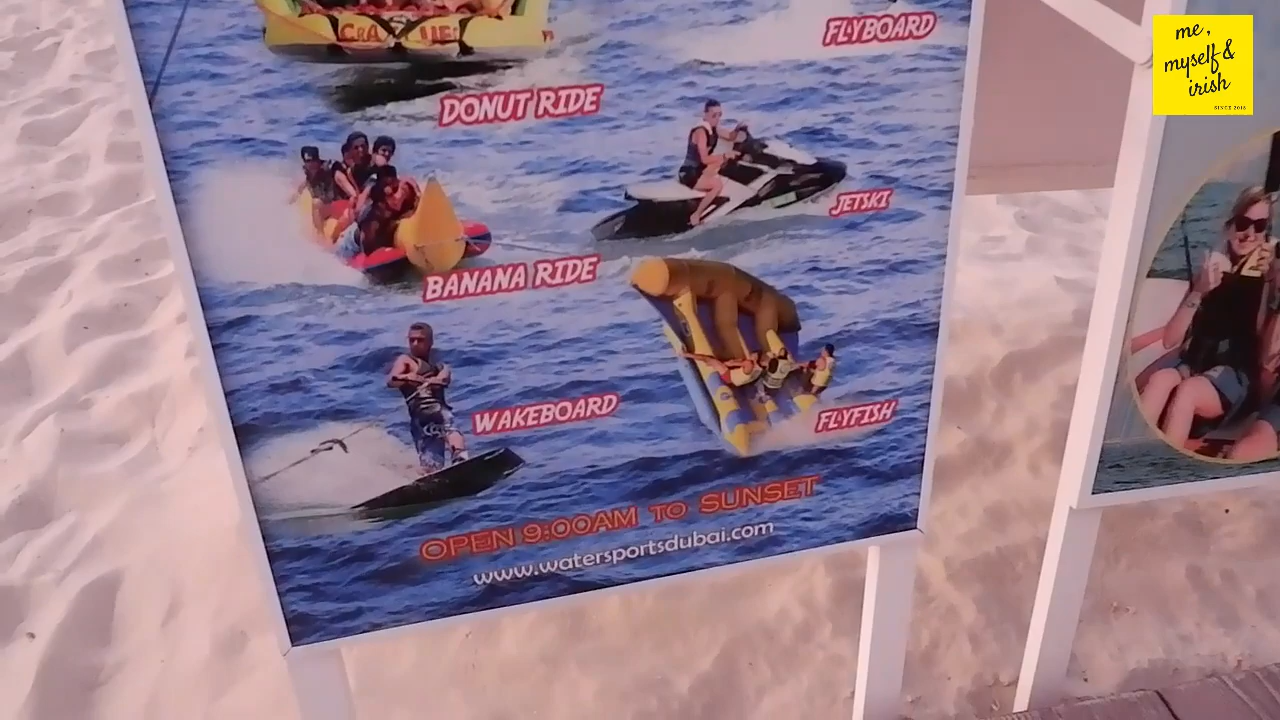 FLYBOARD
DONUT RIDE
JETSKI
BANANA RIDE
WAKEBOARD
FLYFISH
OPEN 9:00AM TO SUNSET
www.watersportsdubai.com
me,
myself &
irish
SINCE 2018